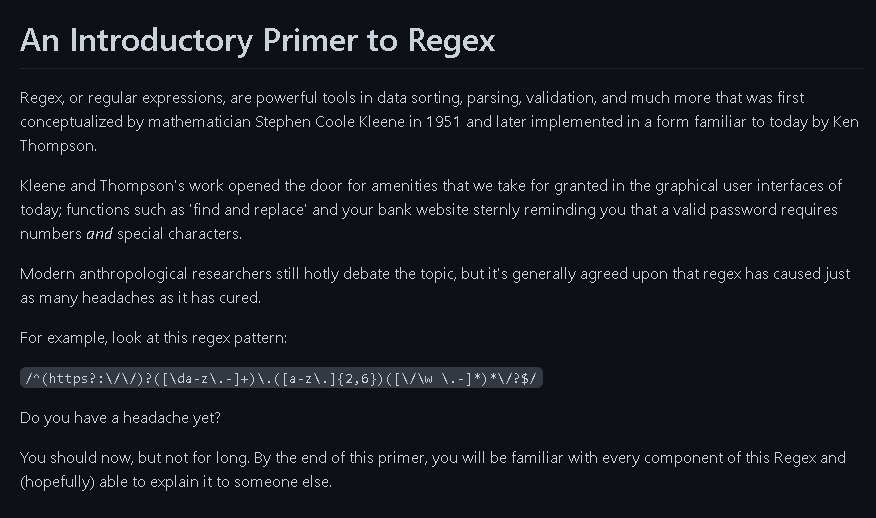 An Introductory Primer to Regex
Regex, or regular expressions, are powerful tools in data sorting, parsing, validation, and much more that was first
conceptualized by mathematician Stephen Coole Kleene in 1951 and later implemented in a form familiar to today by Ken
Thompson.
Kleene and Thompson's work opened the door for amenities that we take for granted in the graphical user interfaces of
today; functions such as 'find and replace' and your bank website sternly reminding you that a valid password requires
numbers and special characters.
Modern anthropological researchers still hotly debate the topic, but it's generally agreed upon that regex has caused just
as many headaches as it has cured.
For example, look at this regex pattern:
/^(https?:\/\/)?([\da-z\.-]+)\.([a-z\.]{2,6})([\/\w \.-]*)*\/?$/
Do you have a headache yet?
You should now, but not for long. By the end of this primer, you will be familiar with every component of this Regex and
(hopefully) able to explain it to someone else.